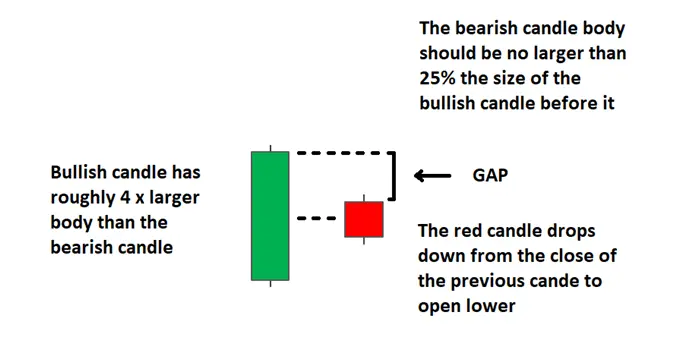 The bearish candle body
should be no larger than
25% the size of the
bullish candle before it
Bullish candle has
roughly 4 x larger
body than the
bearish candle
GAP
The red candle drops
down from the close of
the previous cande to
open lower